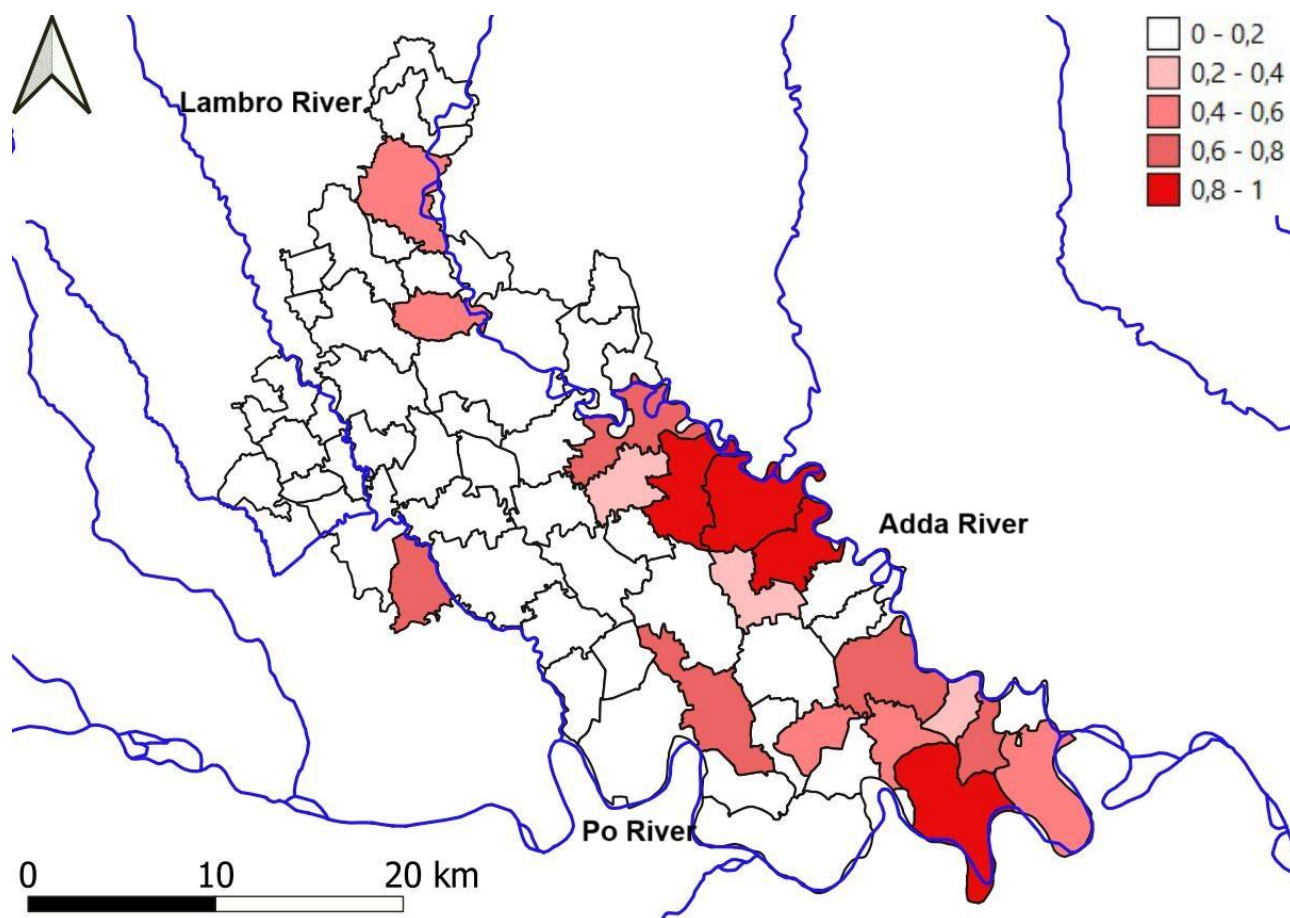 0 - 0,2
0,2 - 0,4
0,4 - 0,6
0,6 - 0,8
0,8 - 1
Lambro River
Adda River
Po River
0 10 20 km